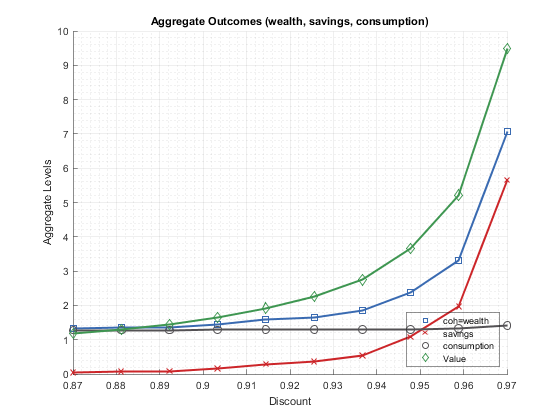 Aggregate Outcomes (wealth, savings, consumption)
10
9
8
7
6
5
4
3
2
1
0
Aggregate Levels
coh=wealth
savings
consumption
Value
0.87 0.88 0.89 0.9 0.91 0.92 0.93 0.94 0.95 0.96 0.97
Discount